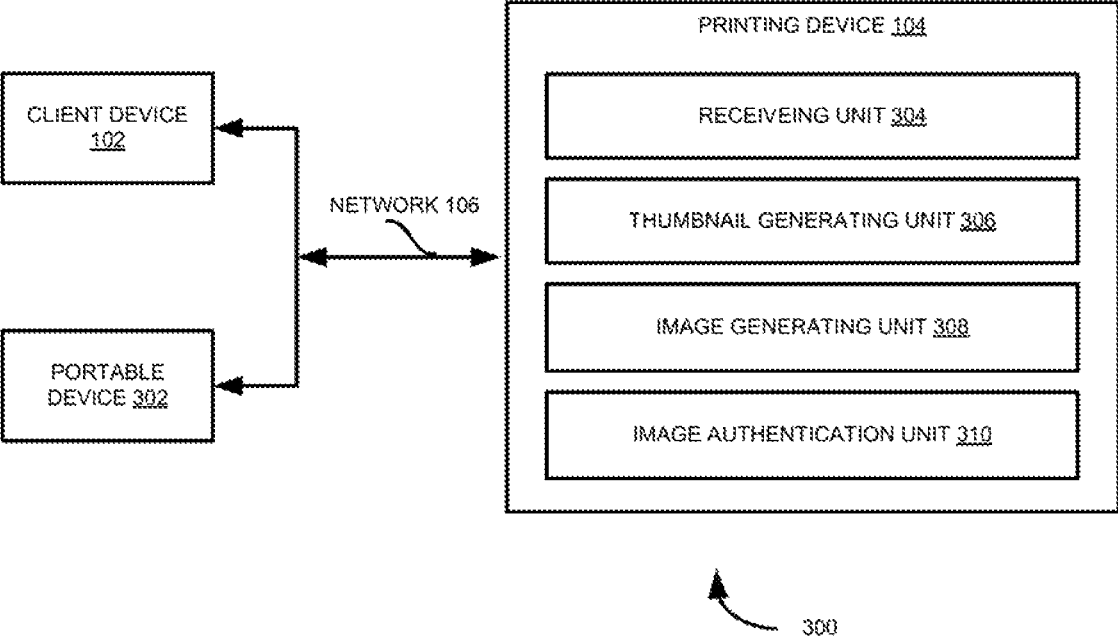 PRINTING DEVICE 104
CLIENT DEVICE
102
RECEIVEING UNIT 304
NETWORK 106
THUMBNAIL GENERATING UNIT 306
IMAGE GENERATING UNIT 308
PORTABLE
DEVICE 302
IMAGE AUTHENTICATION UNIT 310
300